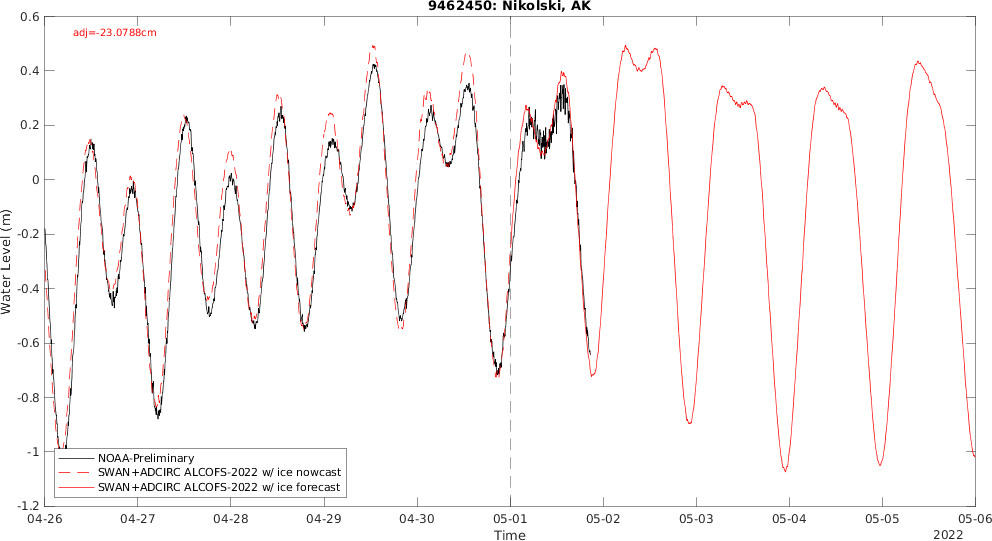 9462450: Nikolski, AK
adj=-23.0788cm
0.6
0.4
0.2
0
-0.2
-0.4
-0.6
-0.8
-1
-1.2
Water Level (m)
NOAA-Preliminary
SWAN+ADCIRC ALCOFS-2022 w/ ice nowcast
SWAN+ADCIRC ALCOFS-2022 w/ ice forecast
04-26 04-27 04-28 04-29 04-30 05-01 05-02 05-03 05-04 05-05 05-06
Time
2022